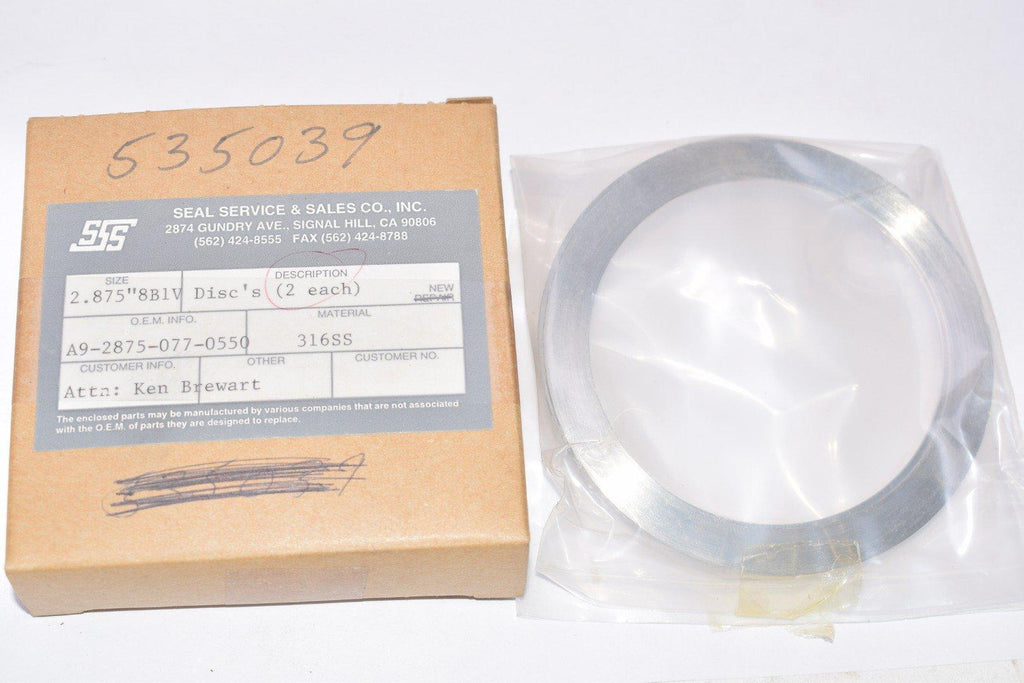 535039
SSS
SEAL SERVICE & SALES CO., INC.
2874 GUNDRY AVE., SIGNAL HILL, CA 90806
(562) 424-8555 FAX (562) 424-8788
SIZE
DESCRIPTION
NEW
2.875"8B1V Disc's (2 each)
REPAIR
O.E.M. INFO.
MATERIAL
A9-2875-077-0550
316SS
CUSTOMER INFO.
OTHER
CUSTOMER NO.
Attn: Ken Brewart
The enclosed parts may be manufactured by various companies that are not associated
with the O.E.M. of parts they are designed to replace.